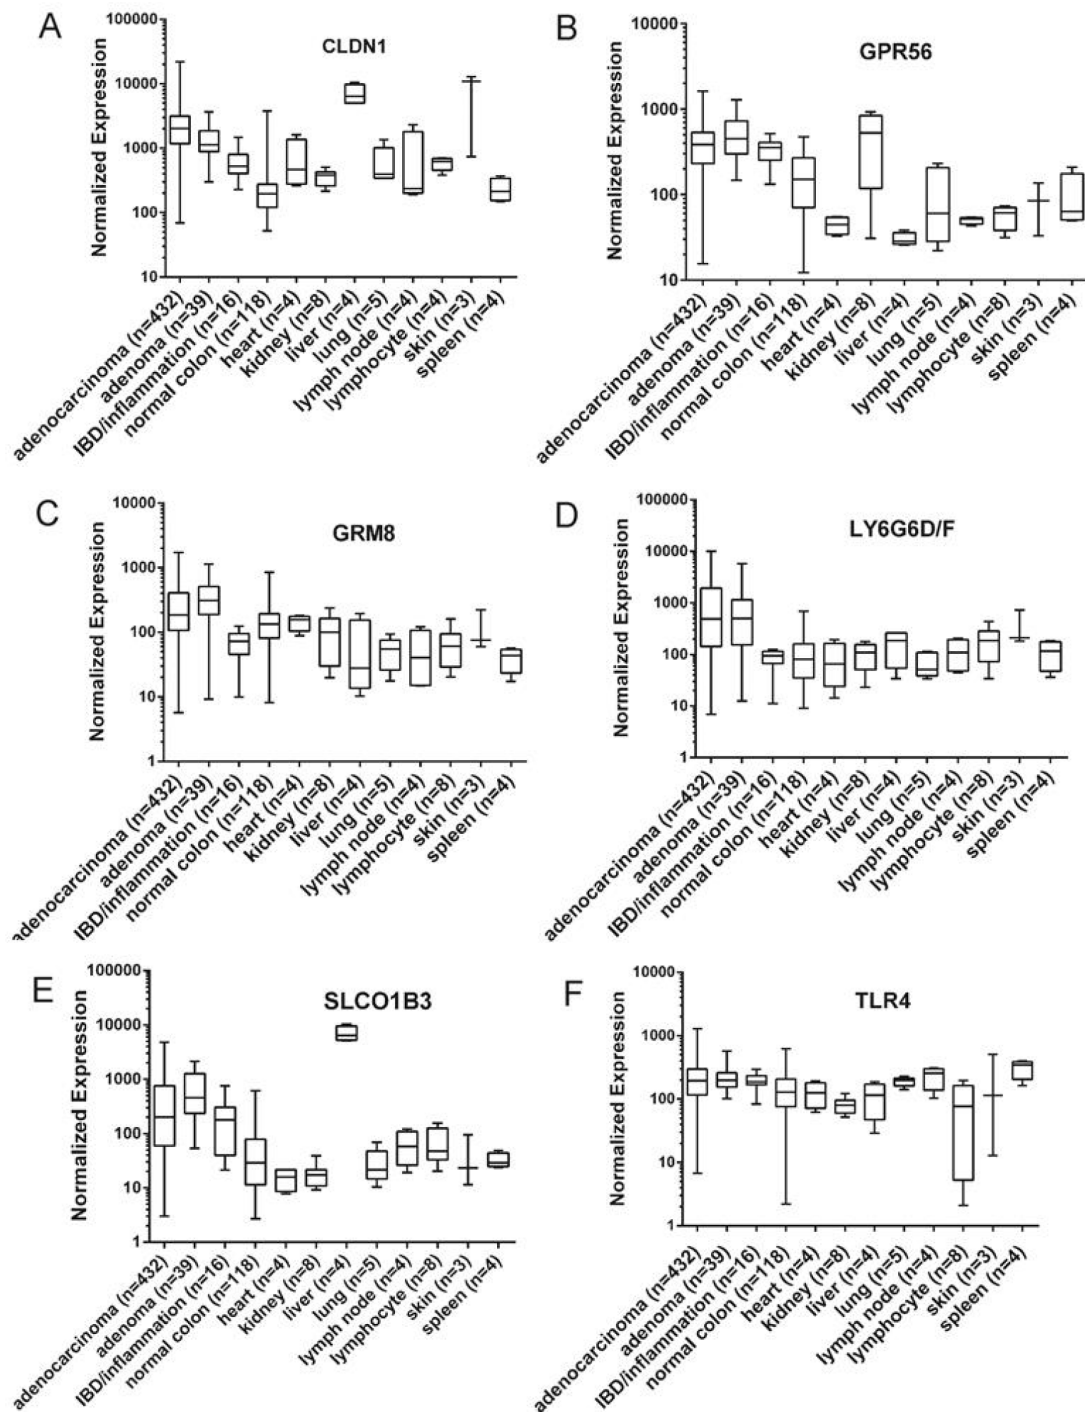 A
CLDN1
Normalized Expression
100000
10000
1000
100
10
adenocarcinoma (n=432)
adenoma (n=39)
IBD/inflammation (n=16)
normal colon (n=118)
heart (n=4)
kidney (n=8)
liver (n=4)
lung (n=5)
lymph node (n=4)
lymphocyte (n=4)
skin (n=3)
spleen (n=4)
B
GPR56
Normalized Expression
10000
1000
100
10
adenocarcinoma (n=432)
adenoma (n=39)
IBD/inflammation (n=16)
normal colon (n=118)
heart (n=4)
kidney (n=8)
liver (n=4)
lung (n=5)
lymph node (n=4)
lymphocyte (n=8)
skin (n=3)
spleen (n=4)
C
GRM8
Normalized Expression
10000
1000
100
10
1
adenocarcinoma (n=432)
adenoma (n=39)
IBD/inflammation (n=16)
normal colon (n=118)
heart (n=4)
kidney (n=8)
liver (n=4)
lung (n=5)
lymph node (n=4)
lymphocyte (n=8)
skin (n=3)
spleen (n=4)
D
LY6G6D/F
Normalized Expression
100000
10000
1000
100
10
1
adenocarcinoma (n=432)
adenoma (n=39)
IBD/inflammation (n=16)
normal colon (n=118)
heart (n=4)
kidney (n=8)
liver (n=4)
lung (n=5)
lymph node (n=4)
lymphocyte (n=8)
skin (n=3)
spleen (n=4)
E
SLCO1B3
Normalized Expression
100000
10000
1000
100
10
1
adenocarcinoma (n=432)
adenoma (n=39)
IBD/inflammation (n=16)
normal colon (n=118)
heart (n=4)
kidney (n=8)
liver (n=4)
lung (n=5)
lymph node (n=4)
lymphocyte (n=8)
skin (n=3)
spleen (n=4)
F
TLR4
Normalized Expression
10000
1000
100
10
1
adenocarcinoma (n=432)
adenoma (n=39)
IBD/inflammation (n=16)
normal colon (n=118)
heart (n=4)
kidney (n=8)
liver (n=4)
lung (n=5)
lymph node (n=4)
lymphocyte (n=8)
skin (n=3)
spleen (n=4)